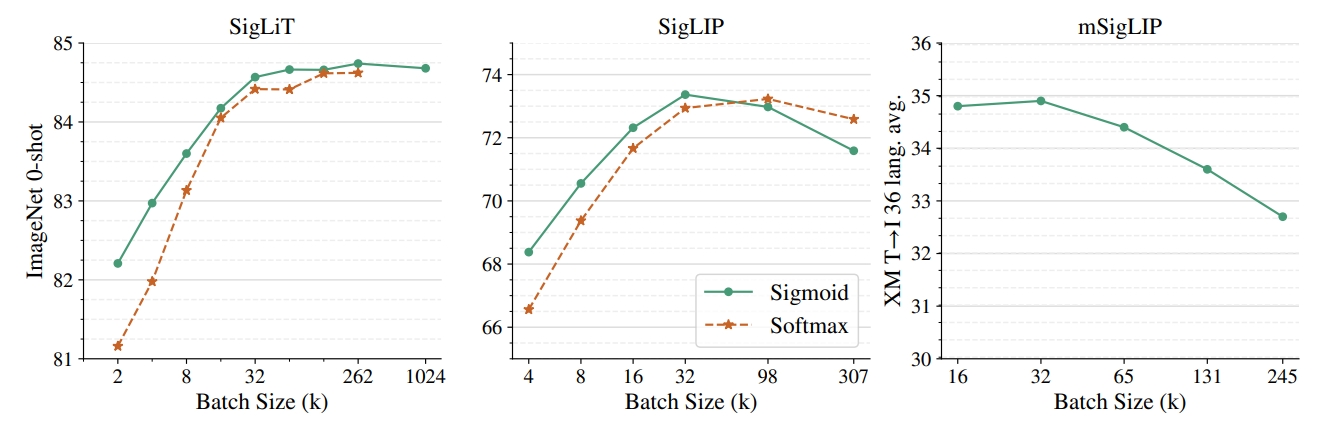 SigLiT
ImageNet 0-shot
85
84
83
82
81
2 8 32 262 1024
Batch Size (k)
SigLIP
74
72
70
68
66
Sigmoid
Softmax
4 8 16 32 98 307
Batch Size (k)
mSigLIP
XM T→I 36 lang. avg.
36
35
34
33
32
31
30
16 32 65 131 245
Batch Size (k)